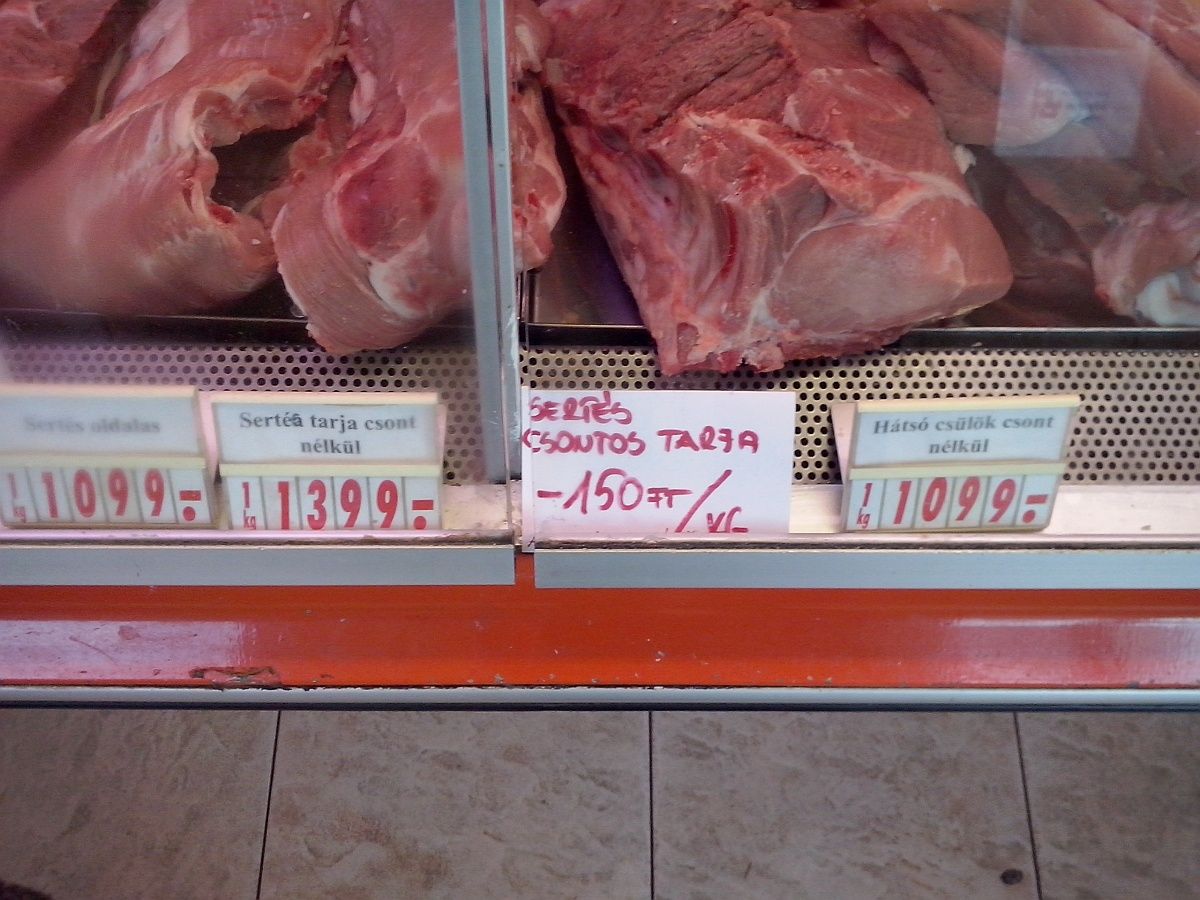 Sertés oldalas
1 kg 1099.-
Sertés tarja csont
nélkül
1 kg 1399.-
SERTÉS
CSONTOS TARJA
-150 FT/KG
Hátsó csülök csont
nélkül
1 kg 1099.-